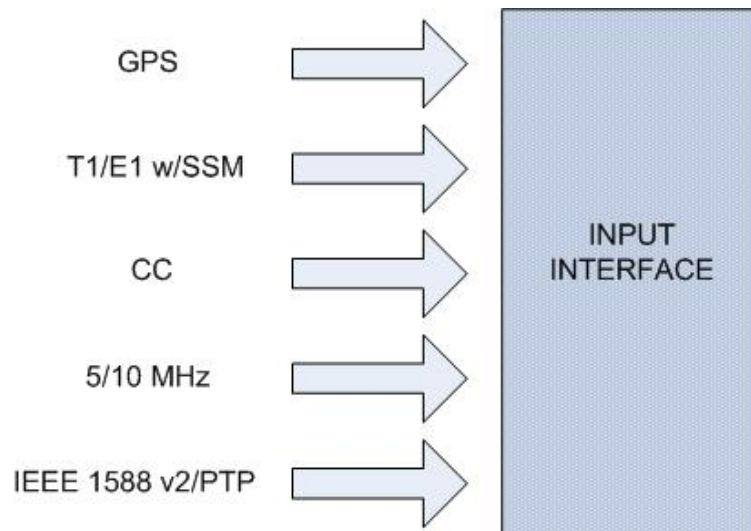 GPS
T1/E1 w/SSM
CC
5/10 MHz
IEEE 1588 v2/PTP
INPUT
INTERFACE